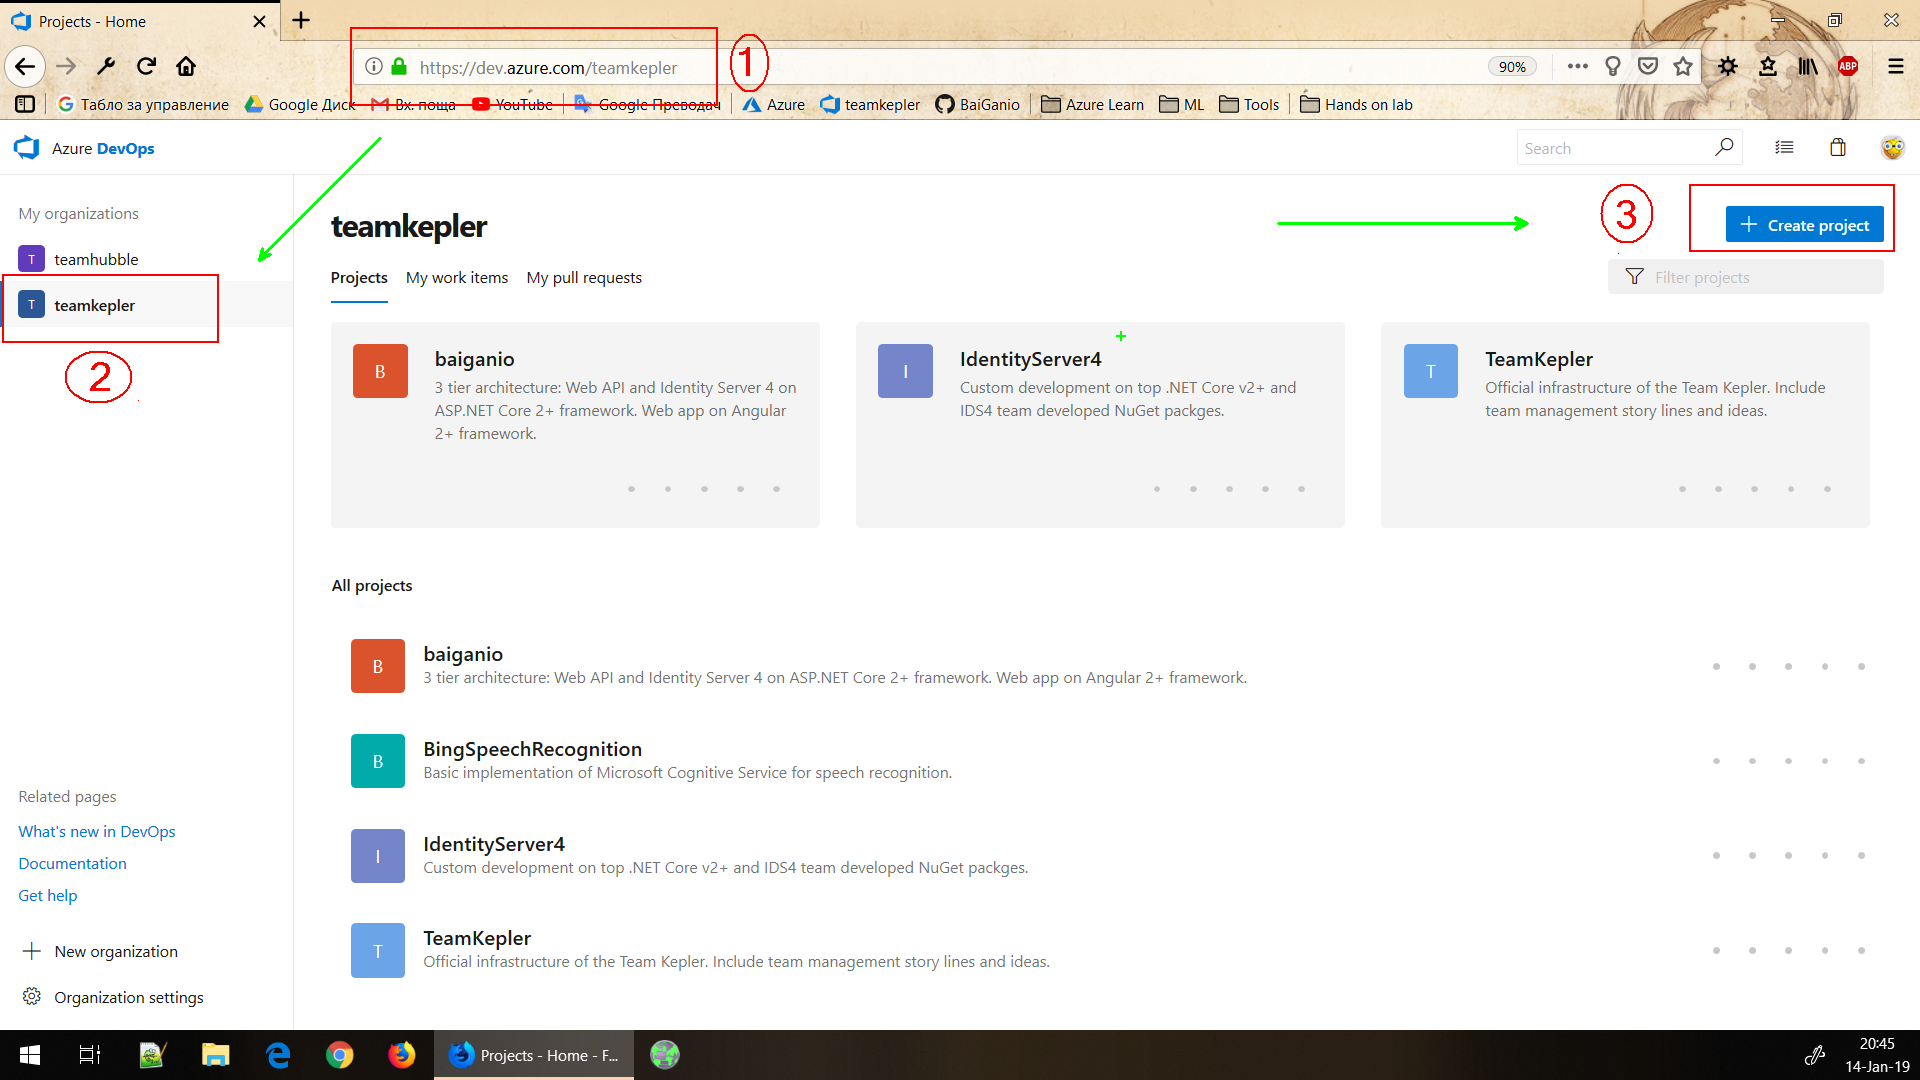 Projects - Home
1
https://dev.azure.com/teamkepler
90%
ABP
Табло за управление
Google Диск
Вх. поща
YouTube
Google Преводач
Azure
teamkepler
BaiGanio
Azure Learn
ML
Tools
Hands on lab
Azure DevOps
Search
My organizations
T teamhubble
T teamkepler
2
teamkepler
3
+ Create project
Projects
My work items
My pull requests
Filter projects
B
baiganio
3 tier architecture: Web API and Identity Server 4 on
ASP.NET Core 2+ framework. Web app on Angular
2+ framework.
I
IdentityServer4
Custom development on top .NET Core v2+ and
IDS4 team developed NuGet packges.
T
TeamKepler
Official infrastructure of the Team Kepler. Include
team management story lines and ideas.
All projects
B
baiganio
3 tier architecture: Web API and Identity Server 4 on ASP.NET Core 2+ framework. Web app on Angular 2+ framework.
B
BingSpeechRecognition
Basic implementation of Microsoft Cognitive Service for speech recognition.
I
IdentityServer4
Custom development on top .NET Core v2+ and IDS4 team developed NuGet packges.
T
TeamKepler
Official infrastructure of the Team Kepler. Include team management story lines and ideas.
Related pages
What's new in DevOps
Documentation
Get help
New organization
Organization settings
Projects - Home - F...
20:45
14-Jan-19